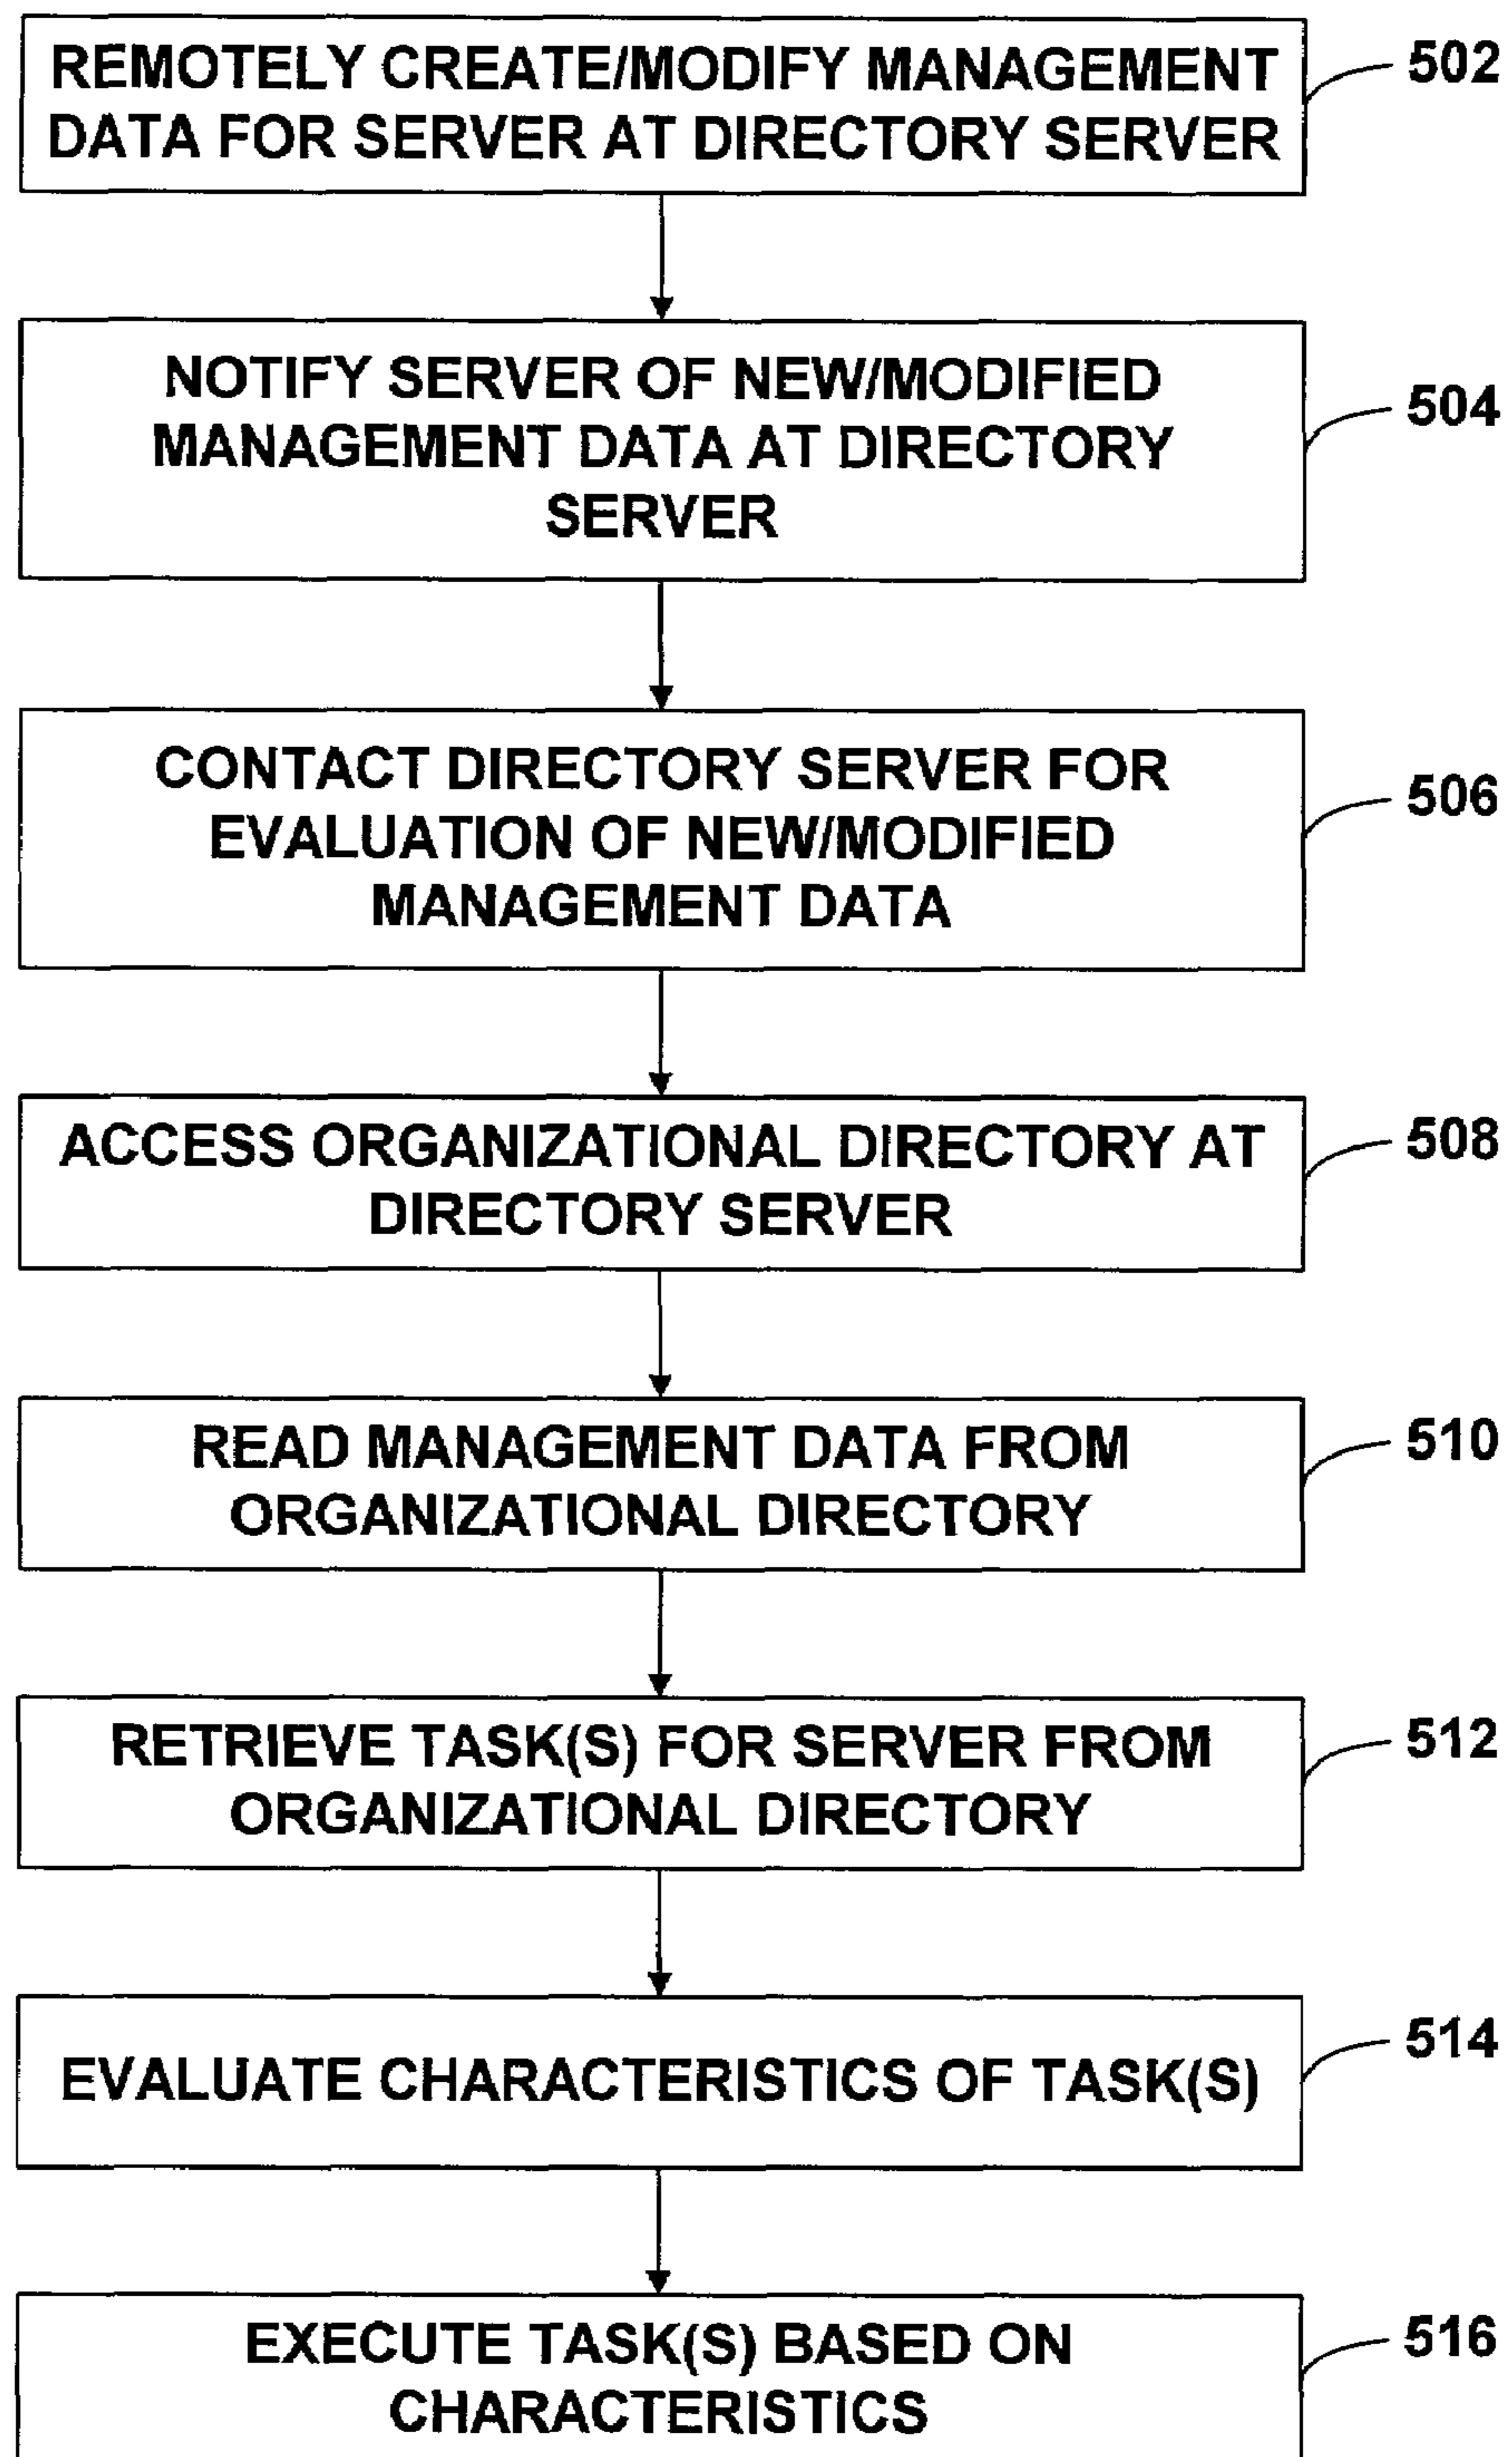 REMOTELY CREATE/MODIFY MANAGEMENT
DATA FOR SERVER AT DIRECTORY SERVER
502
NOTIFY SERVER OF NEW/MODIFIED
MANAGEMENT DATA AT DIRECTORY
SERVER
504
CONTACT DIRECTORY SERVER FOR
EVALUATION OF NEW/MODIFIED
MANAGEMENT DATA
506
ACCESS ORGANIZATIONAL DIRECTORY AT
DIRECTORY SERVER
508
READ MANAGEMENT DATA FROM
ORGANIZATIONAL DIRECTORY
510
RETRIEVE TASK(S) FOR SERVER FROM
ORGANIZATIONAL DIRECTORY
512
EVALUATE CHARACTERISTICS OF TASK(S)
514
EXECUTE TASK(S) BASED ON
CHARACTERISTICS
516